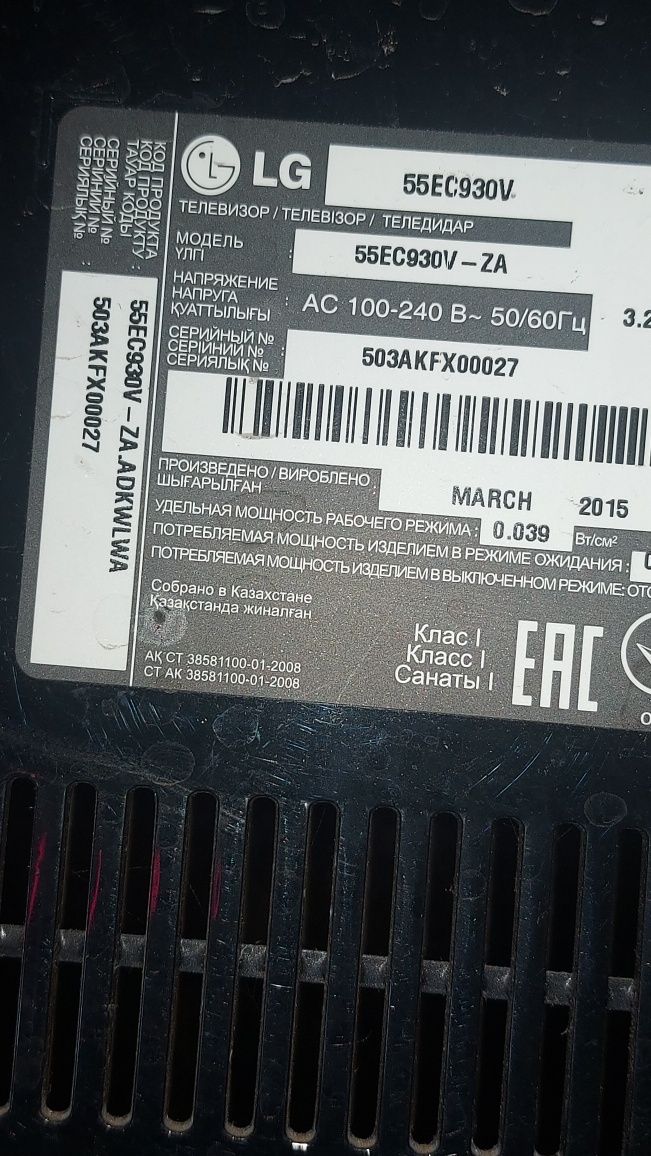 КОД ПРОДУКТА
КОД ПРОДУКТУ :
ТАУАР КОДЫ
СЕРИЙНЫЙ №
СЕРІЙНИЙ № :
СЕРИЯЛЫҚ №
55EC930V – ZA.ADKWLWA
503AKFX00027
LG
55EC930V
ТЕЛЕВИЗОР / ТЕЛЕВІЗОР / ТЕЛЕДИДАР
МОДЕЛЬ
ҮЛГІ :
55EC930V – ZA
НАПРЯЖЕНИЕ
НАПРУГА :
ҚУАТТЫЛЫҒЫ
AC 100-240 В~ 50/60Гц
3.2
СЕРИЙНЫЙ №
СЕРІЙНИЙ № :
СЕРИЯЛЫҚ №
503AKFX00027
ПРОИЗВЕДЕНО / ВИРОБЛЕНО :
ШЫҒАРЫЛҒАН
MARCH 2015
УДЕЛЬНАЯ МОЩНОСТЬ РАБОЧЕГО РЕЖИМА : 0.039 Вт/см²
ПОТРЕБЛЯЕМАЯ МОЩНОСТЬ ИЗДЕЛИЕМ В РЕЖИМЕ ОЖИДАНИЯ :
ПОТРЕБЛЯЕМАЯ МОЩНОСТЬ ИЗДЕЛИЕМ В ВЫКЛЮЧЕННОМ РЕЖИМЕ: ОТС
Собрано в Казахстане
Қазақстанда жиналған
АҚ СТ 38581100-01-2008
СТ АК 38581100-01-2008
Клас I
Класс I
Санаты I
EAC